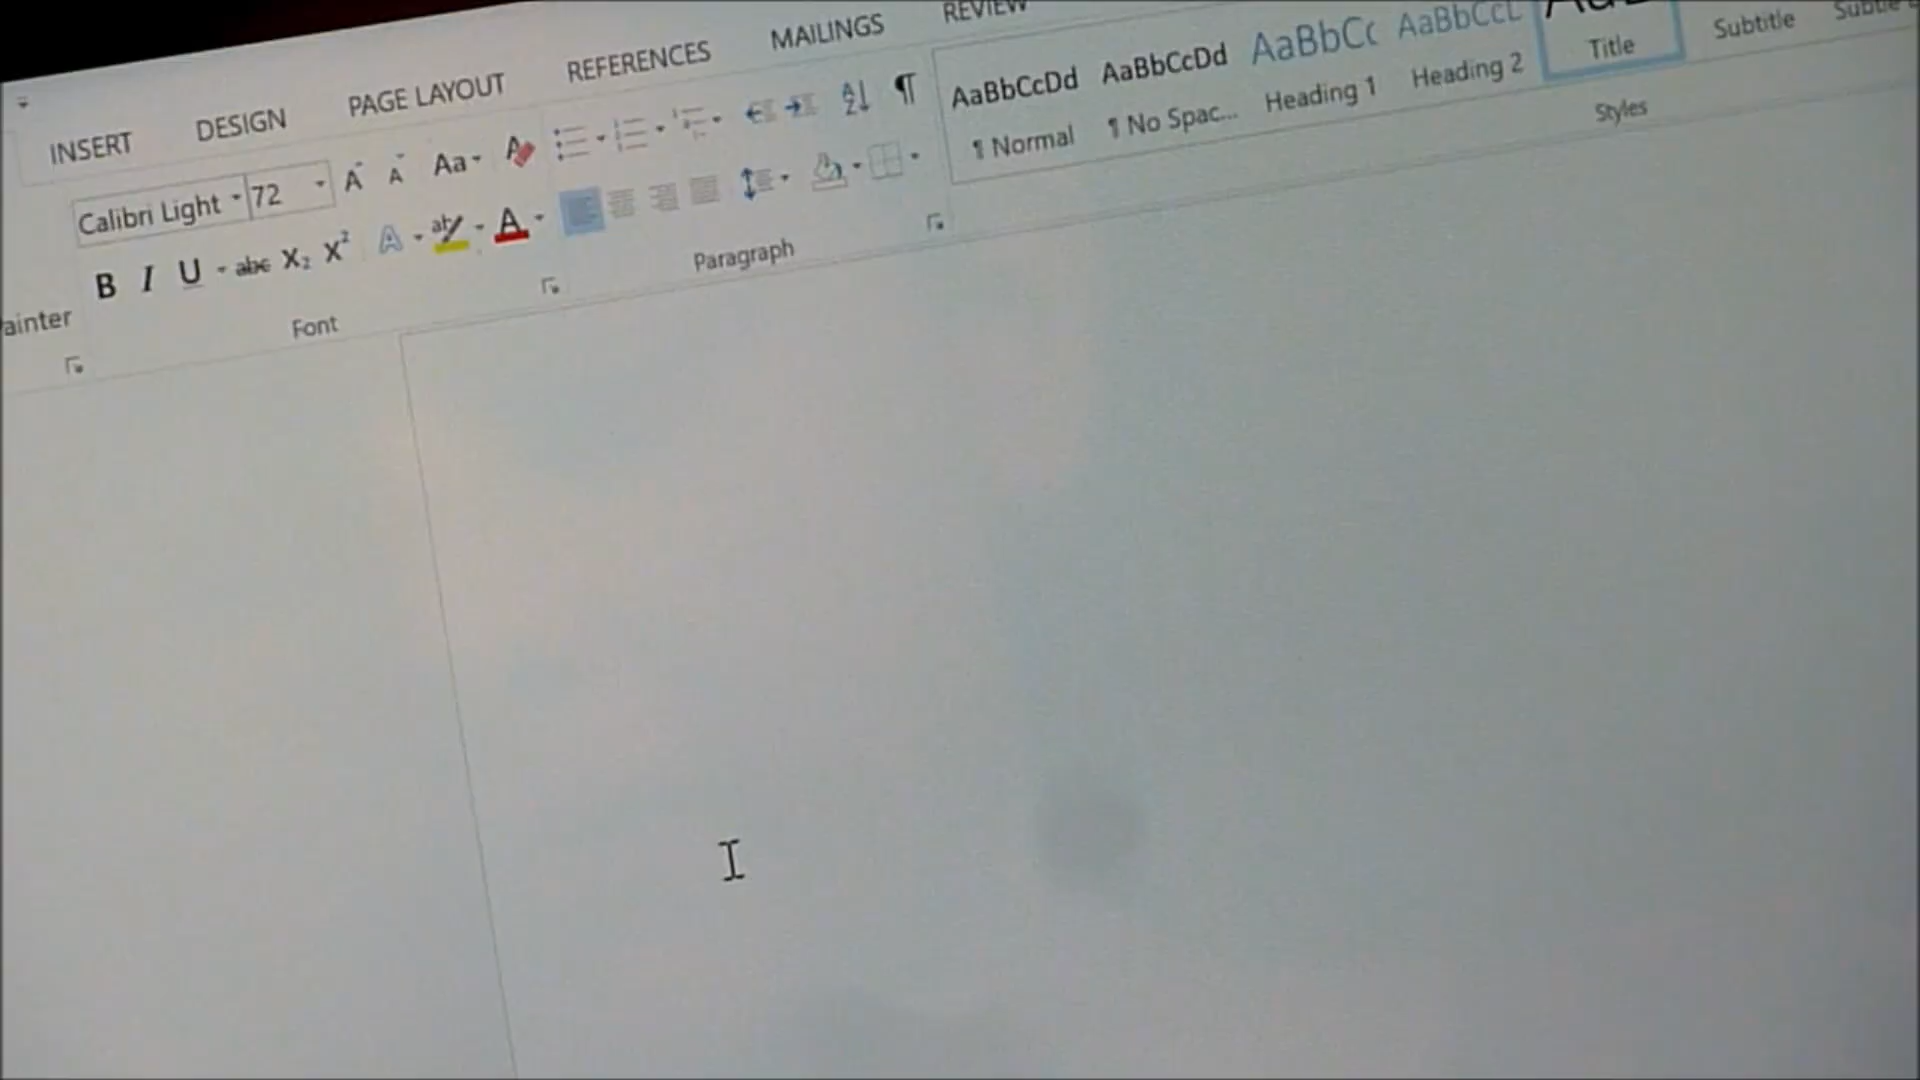 INSERT DESIGN PAGE LAYOUT REFERENCES MAILINGS REVIEW
Calibri Light 72 Aa
B I U abc X₂ X²
ainter
Font
Paragraph
AaBbCcDd AaBbCcDd AaBbCc AaBbCcL
¶ Normal ¶ No Spac... Heading 1 Heading 2 Title Subtitle
Styles